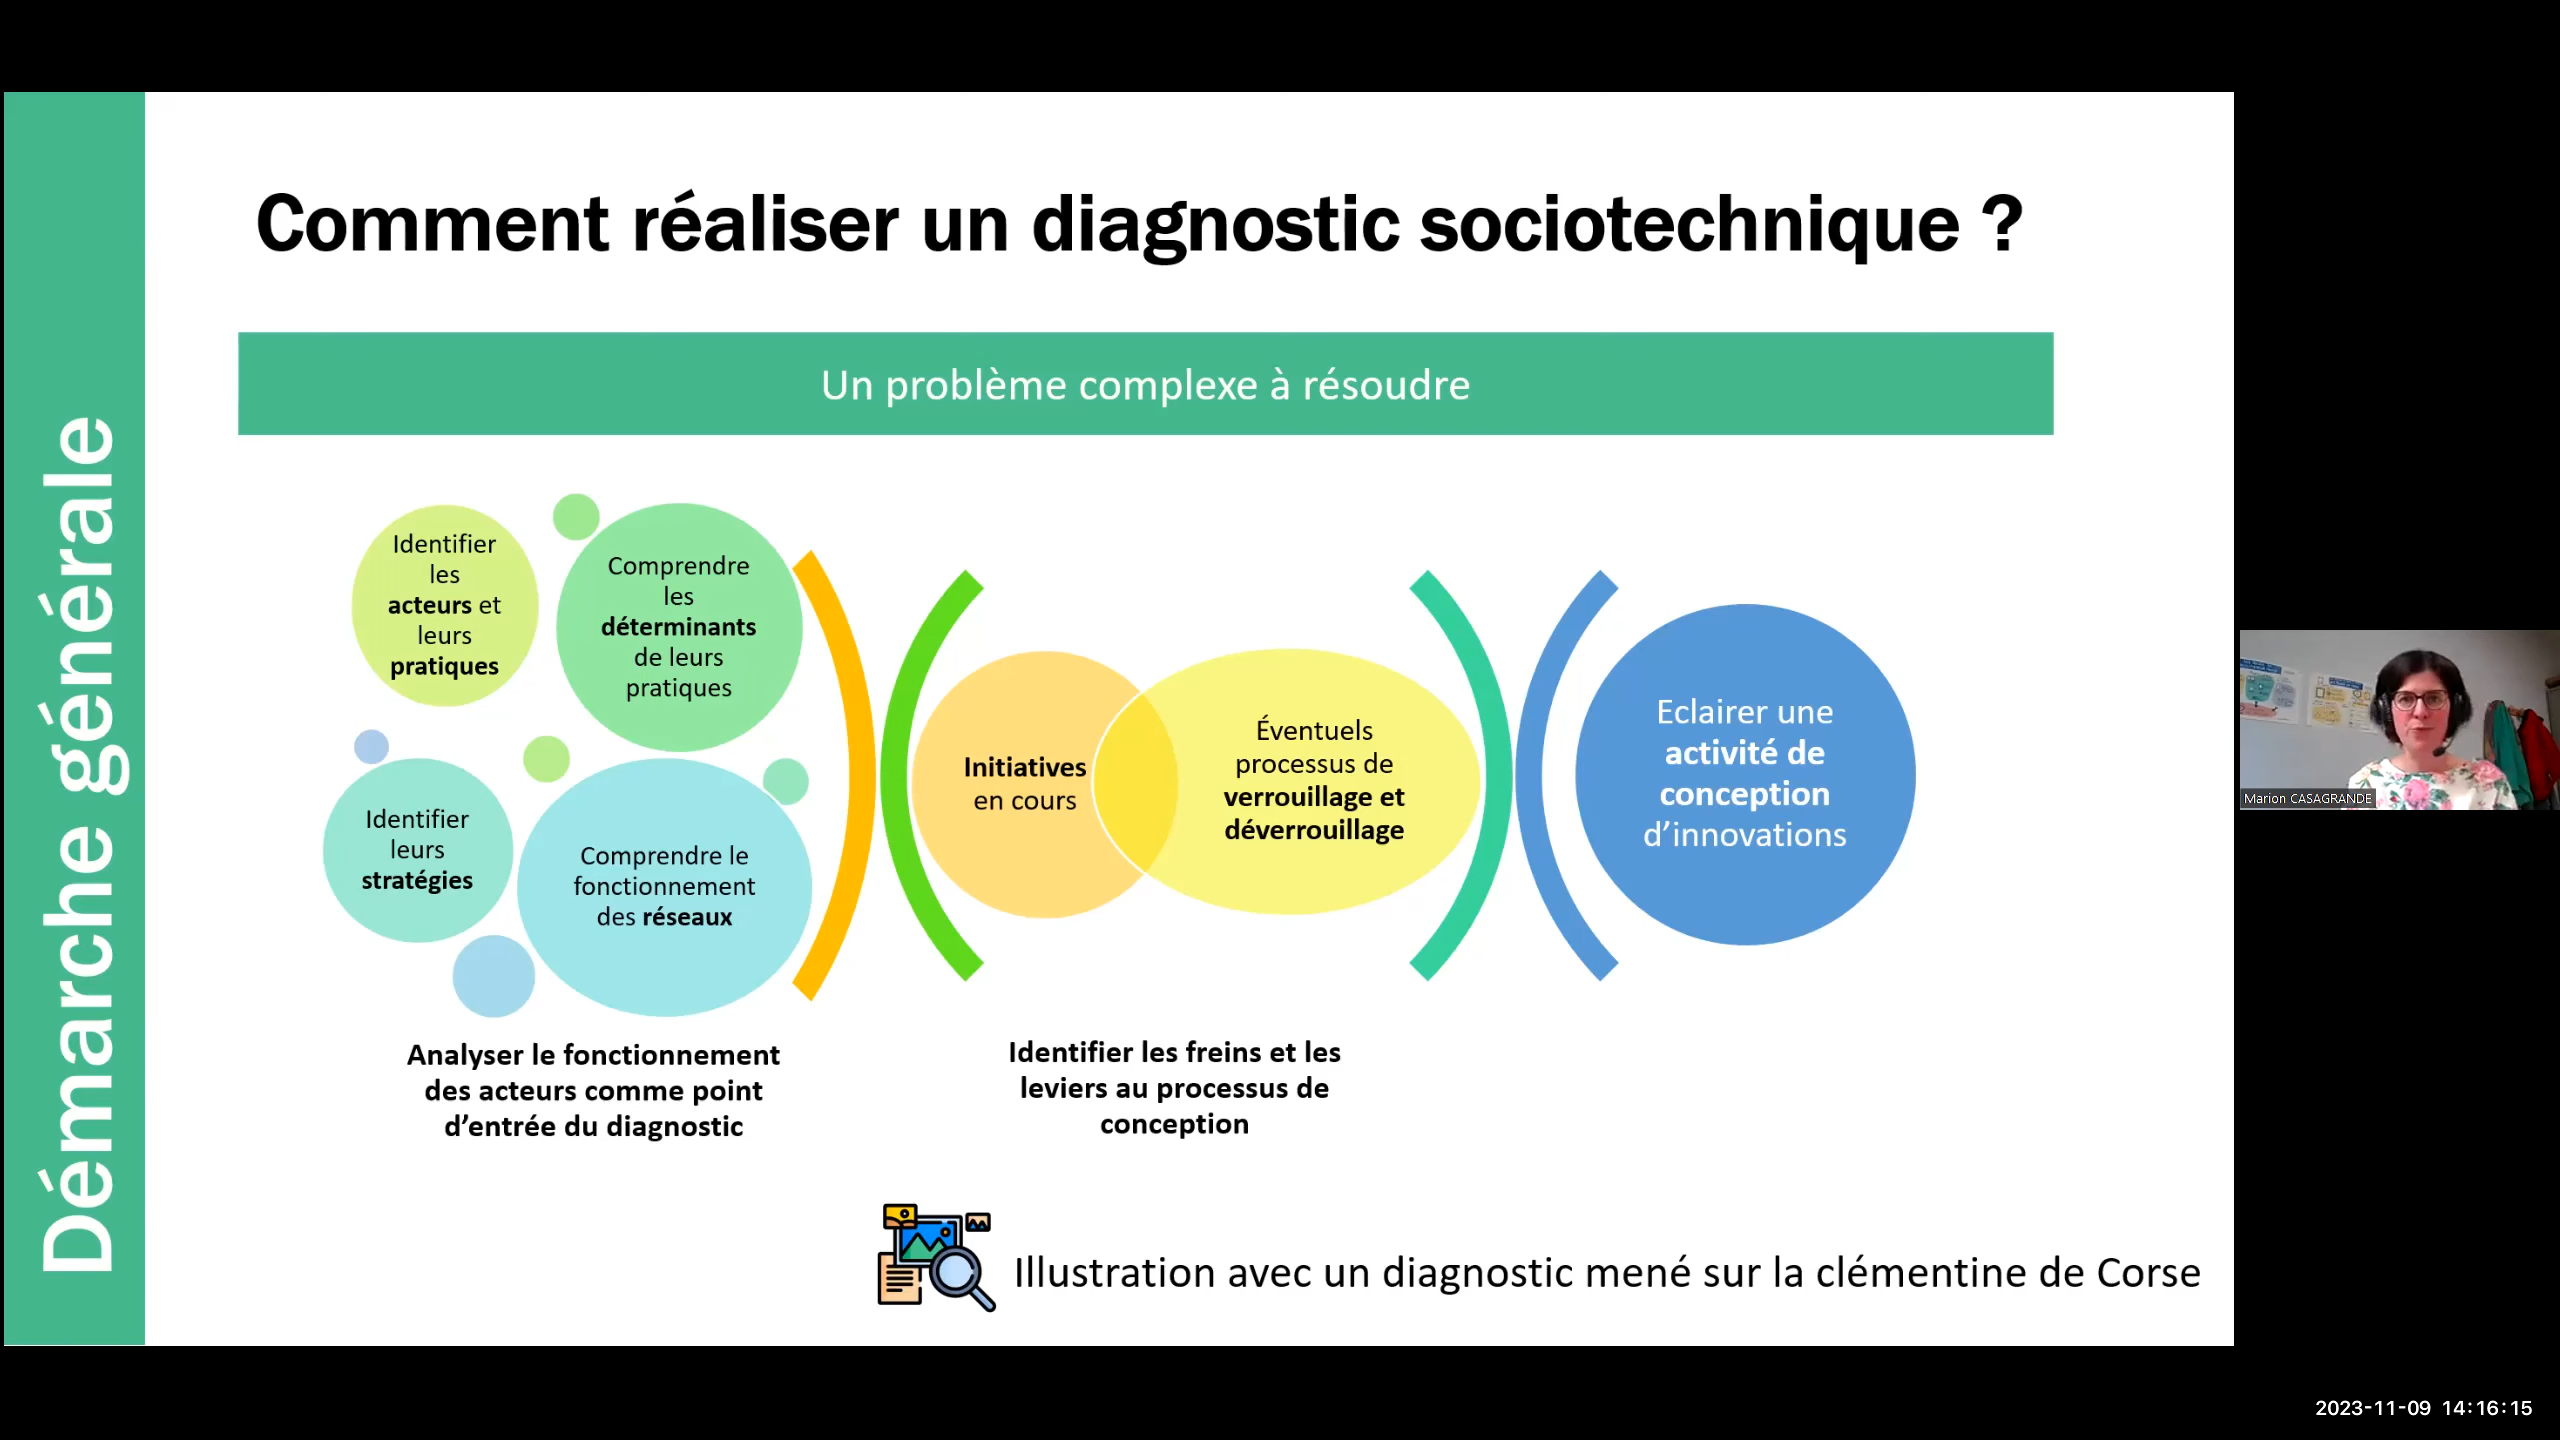 Démarche générale
Comment réaliser un diagnostic sociotechnique ?
Un problème complexe à résoudre
Identifier
les
acteurs et
leurs
pratiques
Comprendre
les
déterminants
de leurs
pratiques
Identifier
leurs
stratégies
Comprendre le
fonctionnement
des réseaux
Analyser le fonctionnement
des acteurs comme point
d’entrée du diagnostic
Initiatives
en cours
Éventuels
processus de
verrouillage et
déverrouillage
Identifier les freins et les
leviers au processus de
conception
Eclairer une
activité de
conception
d’innovations
Illustration avec un diagnostic mené sur la clémentine de Corse
Marion CASAGRANDE
2023-11-09 14:16:15